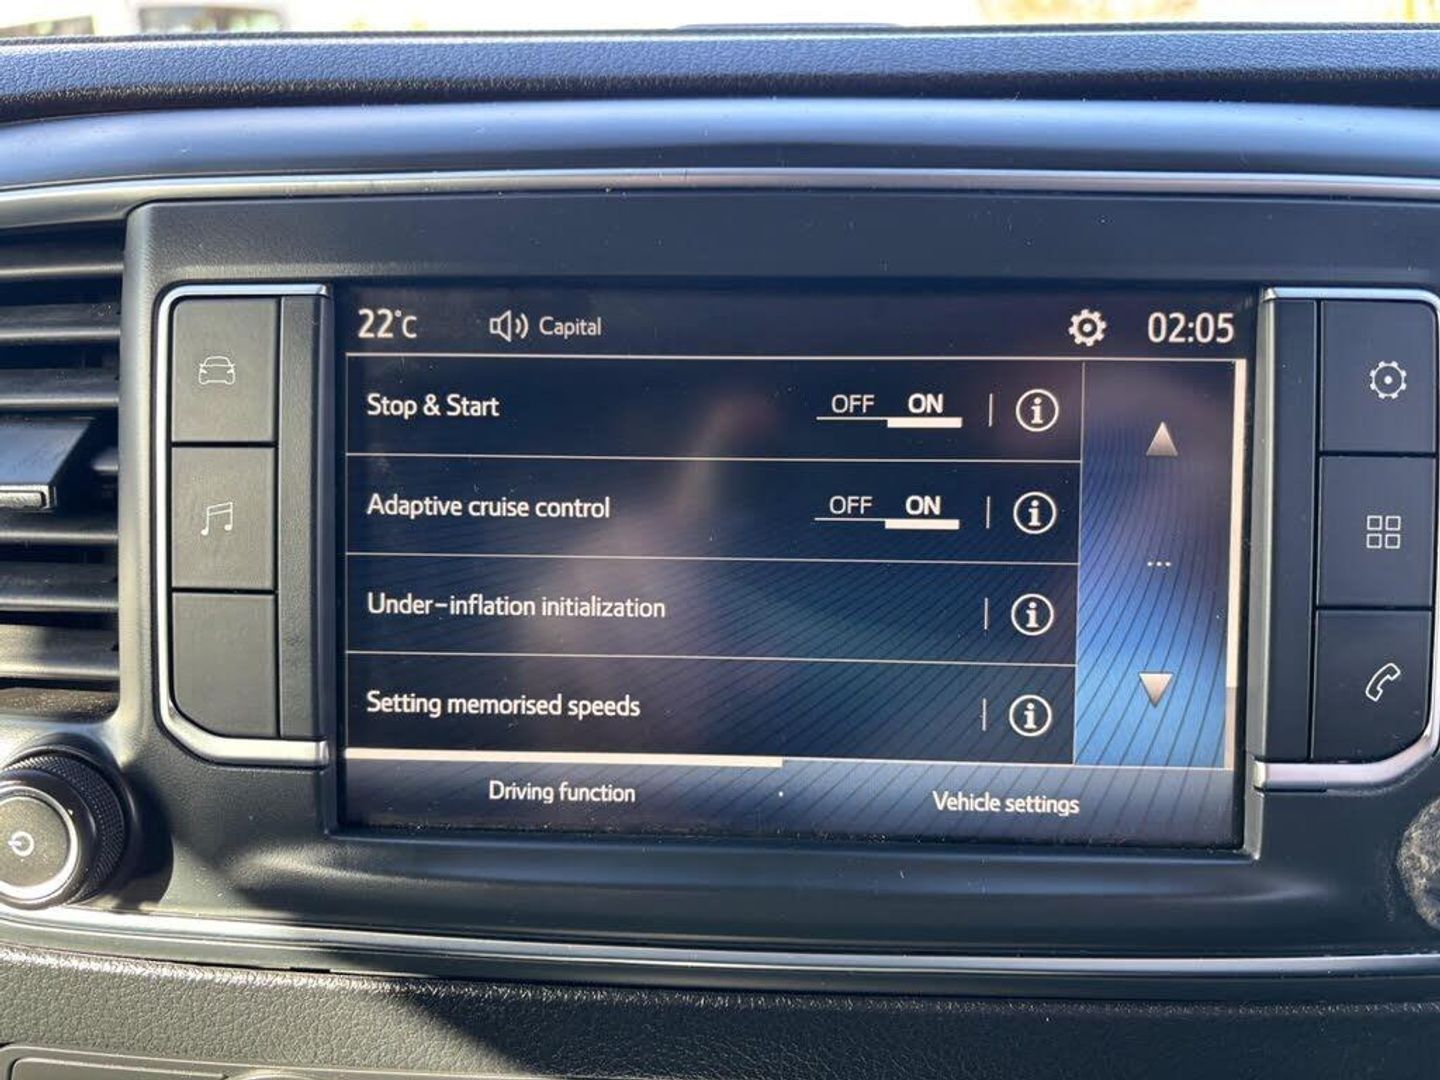 22°C Capital 02:05
Stop & Start OFF ON
Adaptive cruise control OFF ON
Under-inflation initialization
Setting memorised speeds
Driving function Vehicle settings